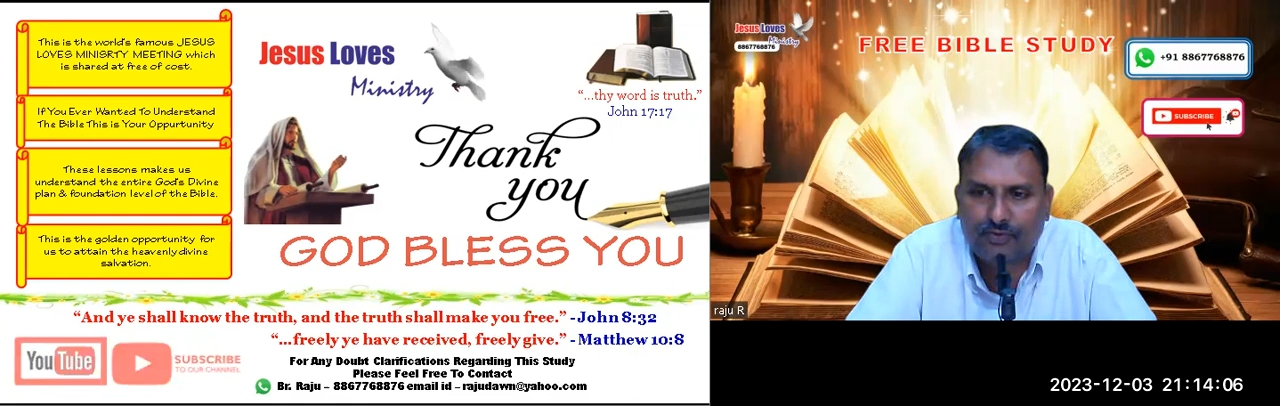 This is the world's famous JESUS
LOVES MINISRTY MEETING which
is shared at free of cost.
If You Ever Wanted To Understand
The Bible This is Your Oppurtunity
These lessons makes us
understand the entire God's Divine
plan & foundation level of the Bible.
This is the golden opportunity for
us to attain the heavenly divine
salvation.
Jesus Loves
Ministry
"...thy word is truth."
John 17:17
Thank
you
GOD BLESS YOU
"And ye shall know the truth, and the truth shall make you free." - John 8:32
"...freely ye have received, freely give." - Matthew 10:8
YouTube
SUBSCRIBE
TO OUR CHANNEL
For Any Doubt Clarifications Regarding This Study
Please Feel Free To Contact
Br. Raju – 8867768876 email id – rajudawn@yahoo.com
Jesus Loves
Ministry
8867768876
FREE BIBLE STUDY
+91 8867768876
SUBSCRIBE
raju R
2023-12-03 21:14:06